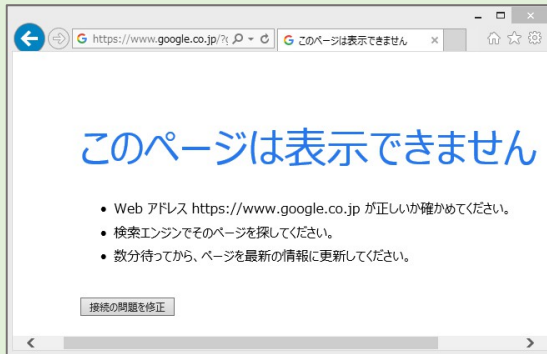 https://www.google.co.jp/?
このページは表示できません
このページは表示できません
Web アドレス https://www.google.co.jp が正しいか確かめてください。
検索エンジンでそのページを探してください。
数分待ってから、ページを最新の情報に更新してください。
接続の問題を修正